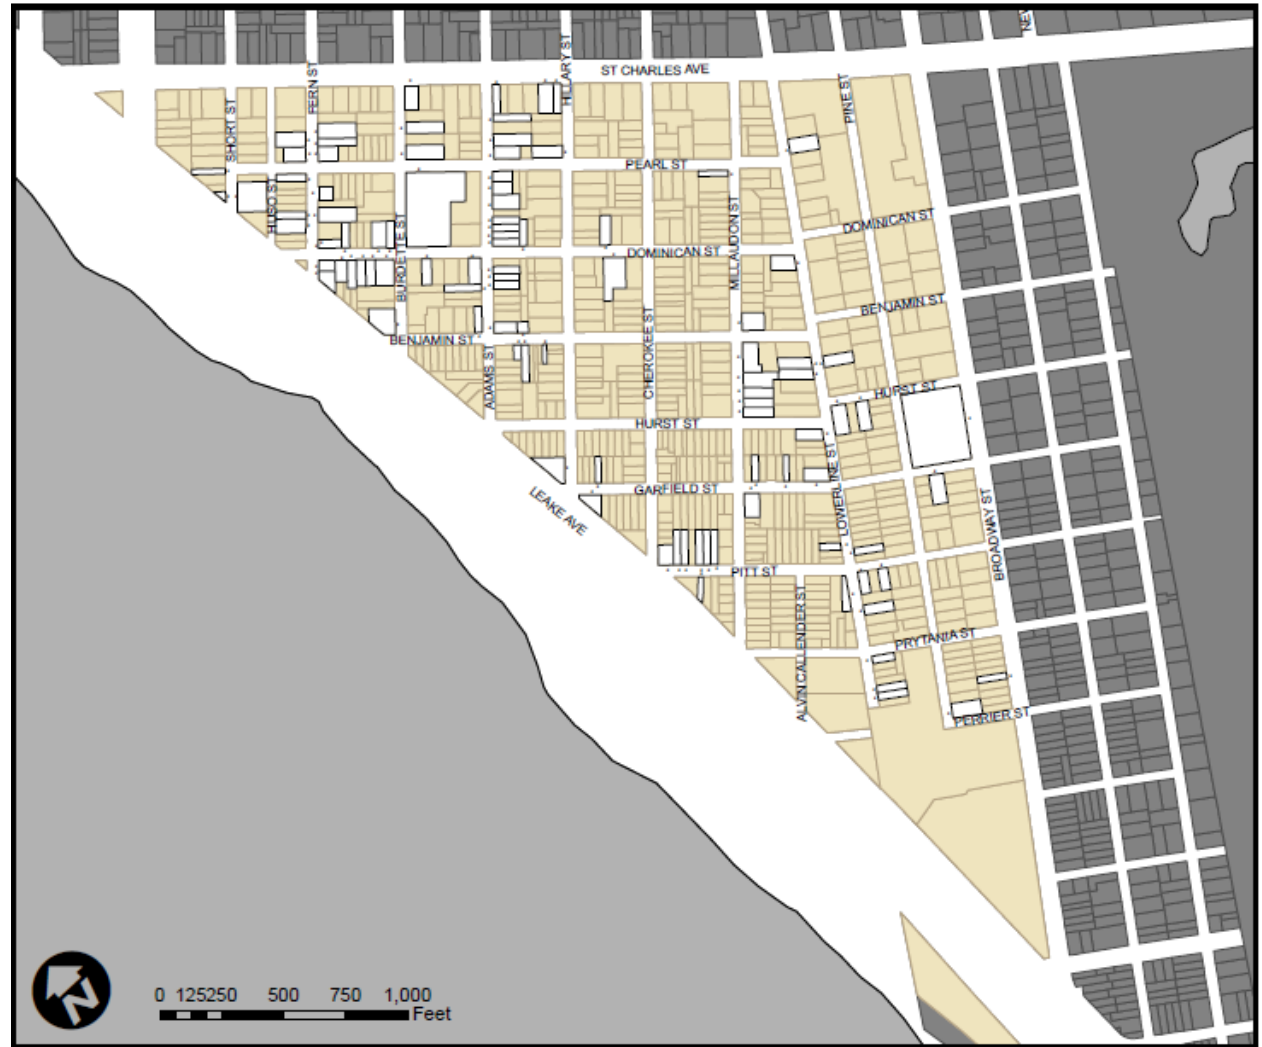 NEW
ST CHARLES AVE
HILLARY ST
FERN ST
PINE ST
SHORT ST
PEARL ST
HUSO ST
MILLAUDON ST
DOMINICAN ST
BURDETTE ST
DOMINICAN ST
BENJAMIN ST
CHEROKEE ST
BENJAMIN ST
ADAMS ST
HURST ST
HURST ST
LOWERLINE ST
GARFIELD ST
LEAKE AVE
BROADWAY ST
PITT ST
ALVIN CALLENDER ST
PRYTANIA ST
PERRIER ST
N
0 125250 500 750 1,000
Feet